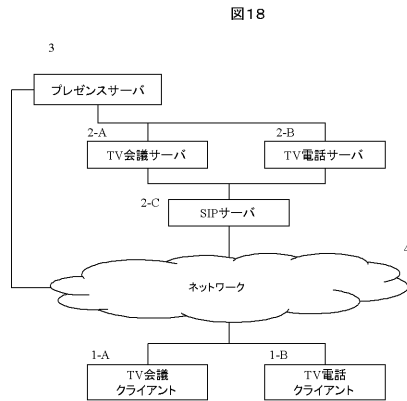 図18
3
プレゼンスサーバ
2-A
2-B
TV会議サーバ
TV電話サーバ
2-C
SIPサーバ
4
ネットワーク
1-A
1-B
TV会議
クライアント
TV電話
クライアント